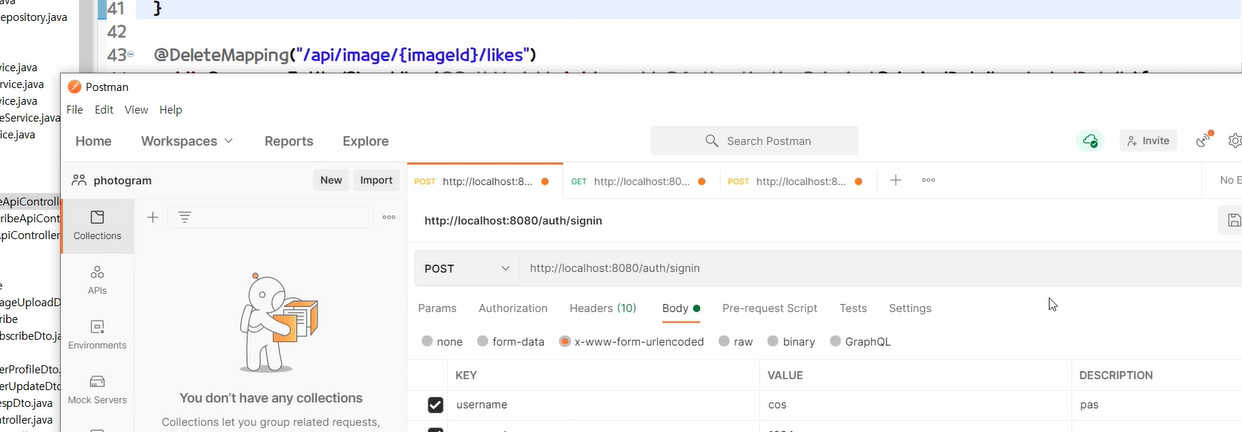 41 }
epository.java
42
43 @DeleteMapping("/api/image/{imageId}/likes")
vice.java
rvice.java
vice.java
eService.java
ice.java
eApiControll
ribeApiCont
ApiController
e
ageUploadD
ribe
bscribeDto.ja
erProfileDto.
erUpdateDto
espDto.java
ntroller.java
Postman
File Edit View Help
Home Workspaces Reports Explore Search Postman Invite
photogram New Import
POST http://localhost:8... GET http://localhost:80... POST http://localhost:8... No E
Collections
APIs
Environments
Mock Servers
You don't have any collections
Collections let you group related requests,
http://localhost:8080/auth/signin
POST http://localhost:8080/auth/signin
Params Authorization Headers (10) Body Pre-request Script Tests Settings
none form-data x-www-form-urlencoded raw binary GraphQL
KEY VALUE DESCRIPTION
username cos pas